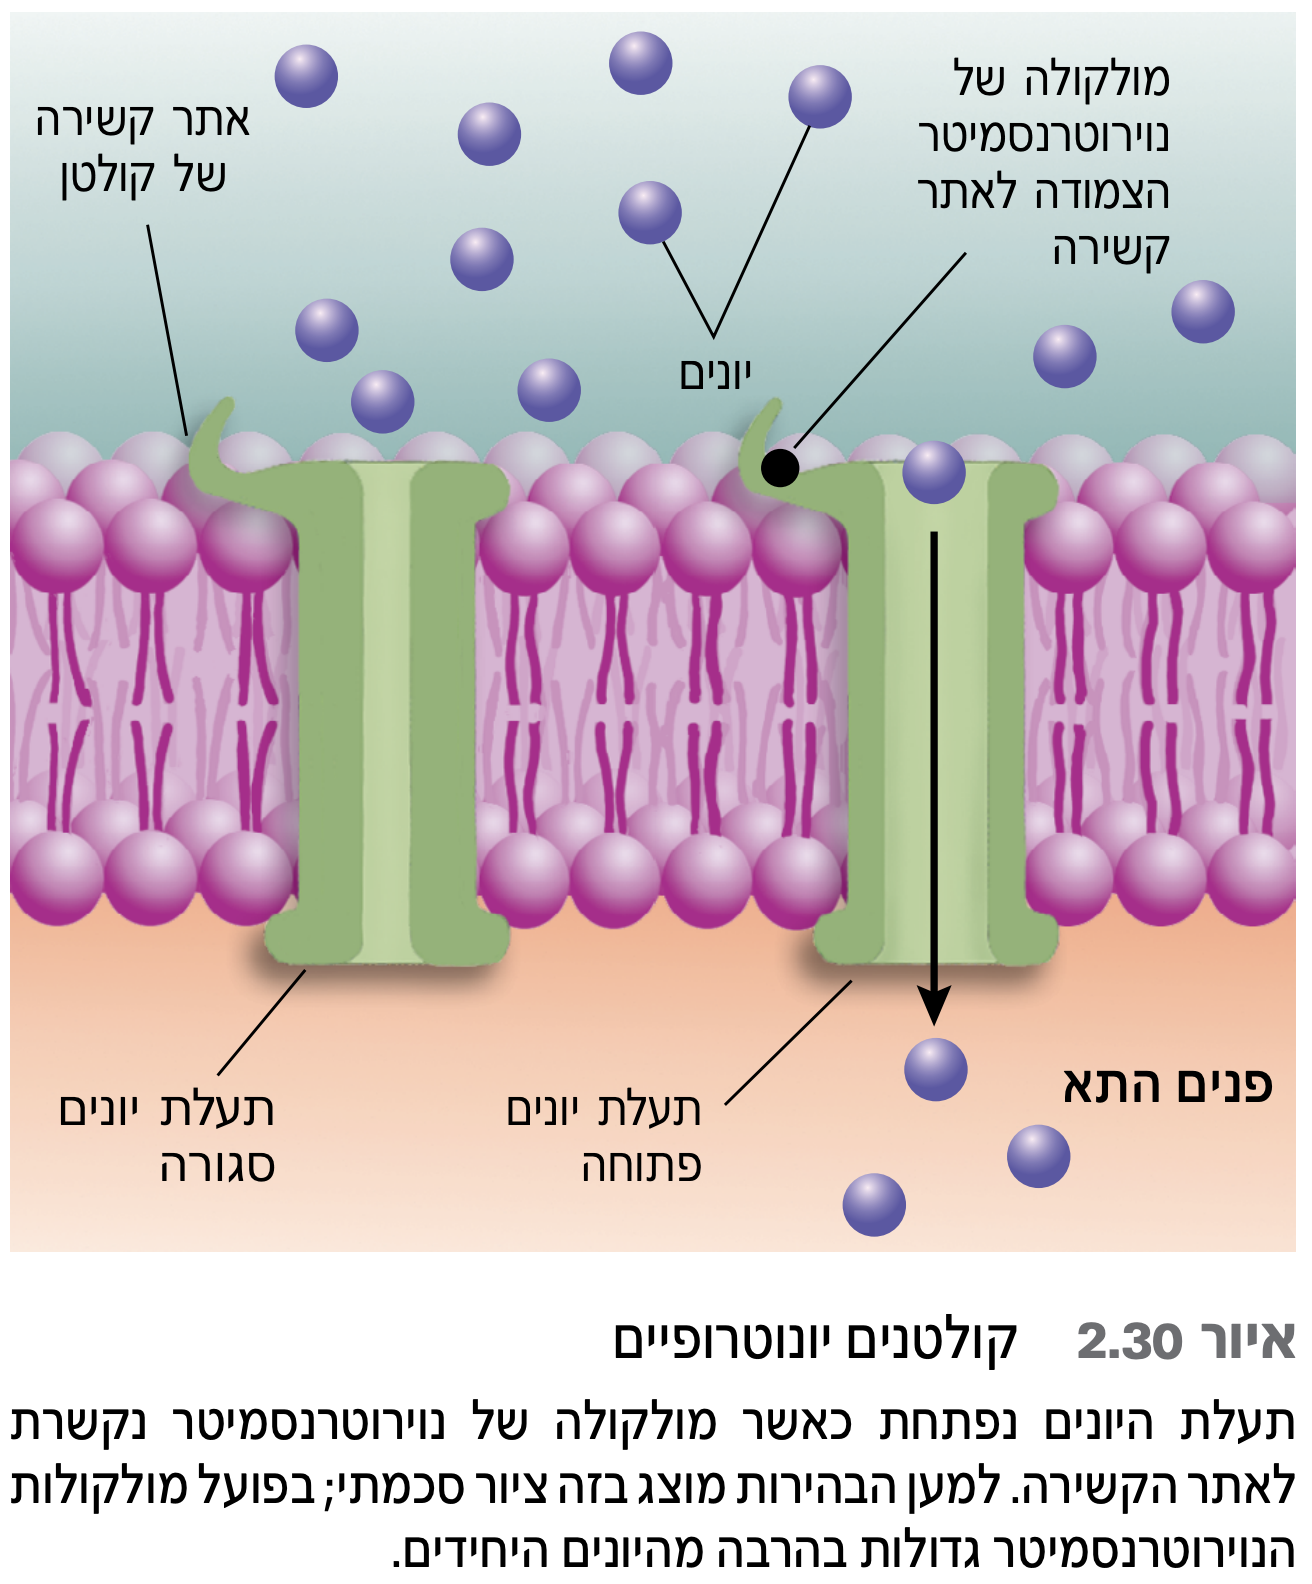 מולקולה של
נוירוטרנסמיטר
הצמודה לאתר
קשירה
אתר קשירה
של קולטן
יונים
פנים התא
תעלת יונים
פתוחה
תעלת יונים
סגורה
איור 2.30 קולטנים יונוטרופיים
תעלת היונים נפתחת כאשר מולקולה של נוירוטרנסמיטר נקשרת
לאתר הקשירה. למען הבהירות מוצג בזה ציור סכמתי; בפועל מולקולות
הנוירוטרנסמיטר גדולות בהרבה מהיונים היחידים.